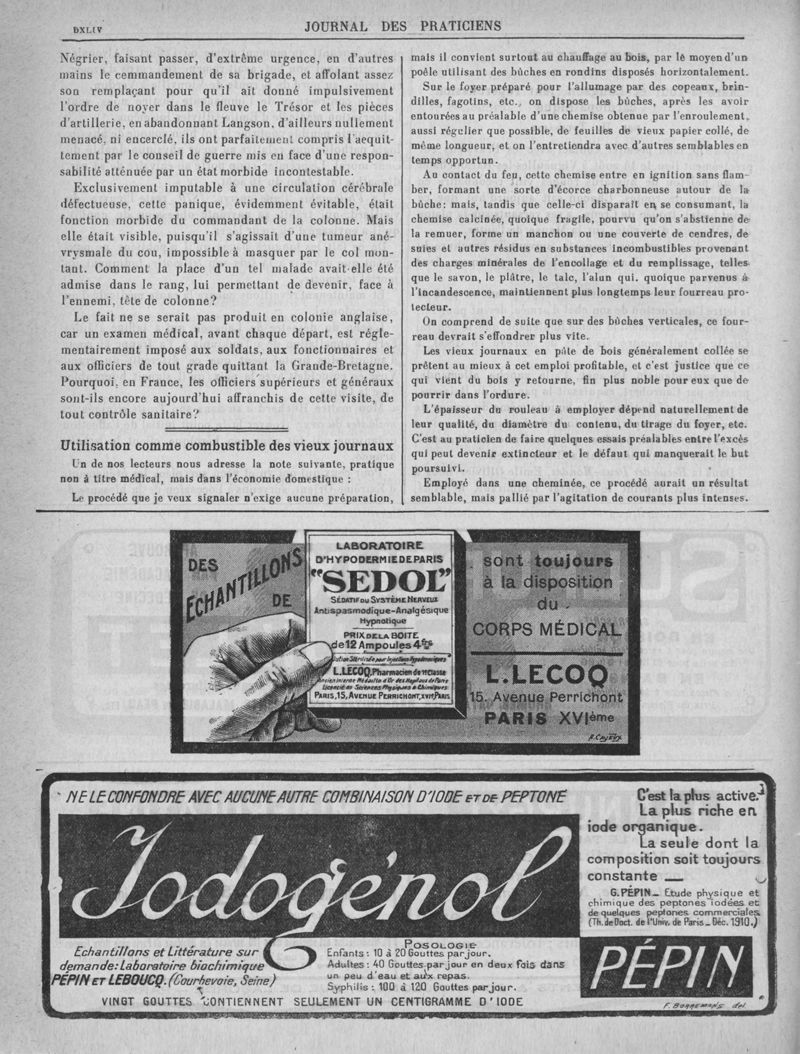 DXLIV
JOURNAL DES PRATICIENS
Négrier, faisant passer, d'extrême urgence, en d'autres
mains le commandement de sa brigade, et affolant assez
son remplaçant pour qu'il ait donné impulsivement
l'ordre de noyer dans le fleuve le Trésor et les pièces
d'artillerie, en abandonnant Langson, d'ailleurs nullement
menacé, ni encerclé, ils ont parfaitement compris l'acquit-
tement par le conseil de guerre mis en face d'une respon-
sabilité atténuée par un état morbide incontestable.
Exclusivement imputable à une circulation cérébrale
défectueuse, cette panique, évidemment évitable, était
fonction morbide du commandant de la colonne. Mais
elle était visible, puisqu'il s'agissait d'une tumeur ané-
vrysmale du cou, impossible à masquer par le col mon-
tant. Comment la place d'un tel malade avait-elle été
admise dans le rang, lui permettant de devenir, face à
l'ennemi, tête de colonne?
Le fait ne se serait pas produit en colonie anglaise,
car un examen médical, avant chaque départ, est régle-
mentairement imposé aux soldats, aux fonctionnaires et
aux officiers de tout grade quittant la Grande-Bretagne.
Pourquoi, en France, les officiers supérieurs et généraux
sont-ils encore aujourd'hui affranchis de cette visite, de
tout contrôle sanitaire?
Utilisation comme combustible des vieux journaux
Un de nos lecteurs nous adresse la note suivante, pratique
non à titre médical, mais dans l'économie domestique :
Le procédé que je veux signaler n'exige aucune préparation,
mais il convient surtout au chauffage au bois, par le moyen d'un
poêle utilisant des bûches en rondins disposés horizontalement.
Sur le foyer préparé pour l'allumage par des copeaux, brin-
dilles, fagotins, etc., on dispose les bûches, après les avoir
entourées au préalable d'une chemise obtenue par l'enroulement,
aussi régulier que possible, de feuilles de vieux papier collé, de
même longueur, et on l'entretiendra avec d'autres semblables en
temps opportun.
Au contact du feu, cette chemise entre en ignition sans flam-
ber, formant une sorte d'écorce charbonneuse autour de la
bûche: mais, tandis que celle-ci disparaît en se consumant, la
chemise calcinée, quoique fragile, pourvu qu'on s'abstienne de
la remuer, forme un manchon ou une couverte de cendres, de
suies et autres résidus en substances incombustibles provenant
des charges minérales de l'encollage et du remplissage, telles
que le savon, le plâtre, le talc, l'alun qui, quoique parvenus à
l'incandescence, maintiennent plus longtemps leur fourreau pro-
tecteur.
On comprend de suite que sur des bûches verticales, ce four-
reau devrait s'effondrer plus vite.
Les vieux journaux en pâte de bois généralement collée se
prêtent au mieux à cet emploi profitable, et c'est justice que ce
qui vient du bois y retourne, fin plus noble pour eux que de
pourrir dans l'ordure.
L'épaisseur du rouleau à employer dépend naturellement de
leur qualité, du diamètre du contenu, du tirage du foyer, etc.
C'est au praticien de faire quelques essais préalables entre l'excès
qui peut devenir extincteur et le défaut qui manquerait le but
poursuivi.
Employé dans une cheminée, ce procédé aurait un résultat
semblable, mais pallié par l'agitation de courants plus intenses.
DES
ÉCHANTILLONS
DE
LABORATOIRE
D'HYPODERMIE DE PARIS
"SEDOL"
SÉDATIF DU SYSTÈME NERVEUX
Antispasmodique-Analgésique
Hypnotique
PRIX DE LA BOITE
de 12 Ampoules 4
L. LECOQ, Pharmacien de 1re Classe
Licencié ès Sciences Physiques & Chimiques
PARIS, 15, AVENUE PERRICHONT, XVIe, PARIS
sont toujours
à la disposition
du
CORPS MÉDICAL
L. LECOQ
15, Avenue Perrichont
PARIS XVIème
NE LE CONFONDRE AVEC AUCUNE AUTRE COMBINAISON D'IODE ET DE PEPTONE
Iodogénol
C'est la plus active.
La plus riche en
iode organique.
La seule dont la
composition soit toujours
constante
G. PÉPIN_ Etude physique et
chimique des peptones iodées et
de quelques peptones commerciales
(Th. de Doct. de l'Univ. de Paris_Déc. 1910.)
PÉPIN
Echantillons et Littérature sur
demande: Laboratoire biochimique
PÉPIN ET LEBOUCQ. (Courbevoie, Seine)
POSOLOGIE
Enfants : 10 à 20 Gouttes par jour.
Adultes : 40 Gouttes par jour en deux fois dans
un peu d'eau et aux repas.
Syphilis : 100 à 120 Gouttes par jour.
VINGT GOUTTES CONTIENNENT SEULEMENT UN CENTIGRAMME D'IODE